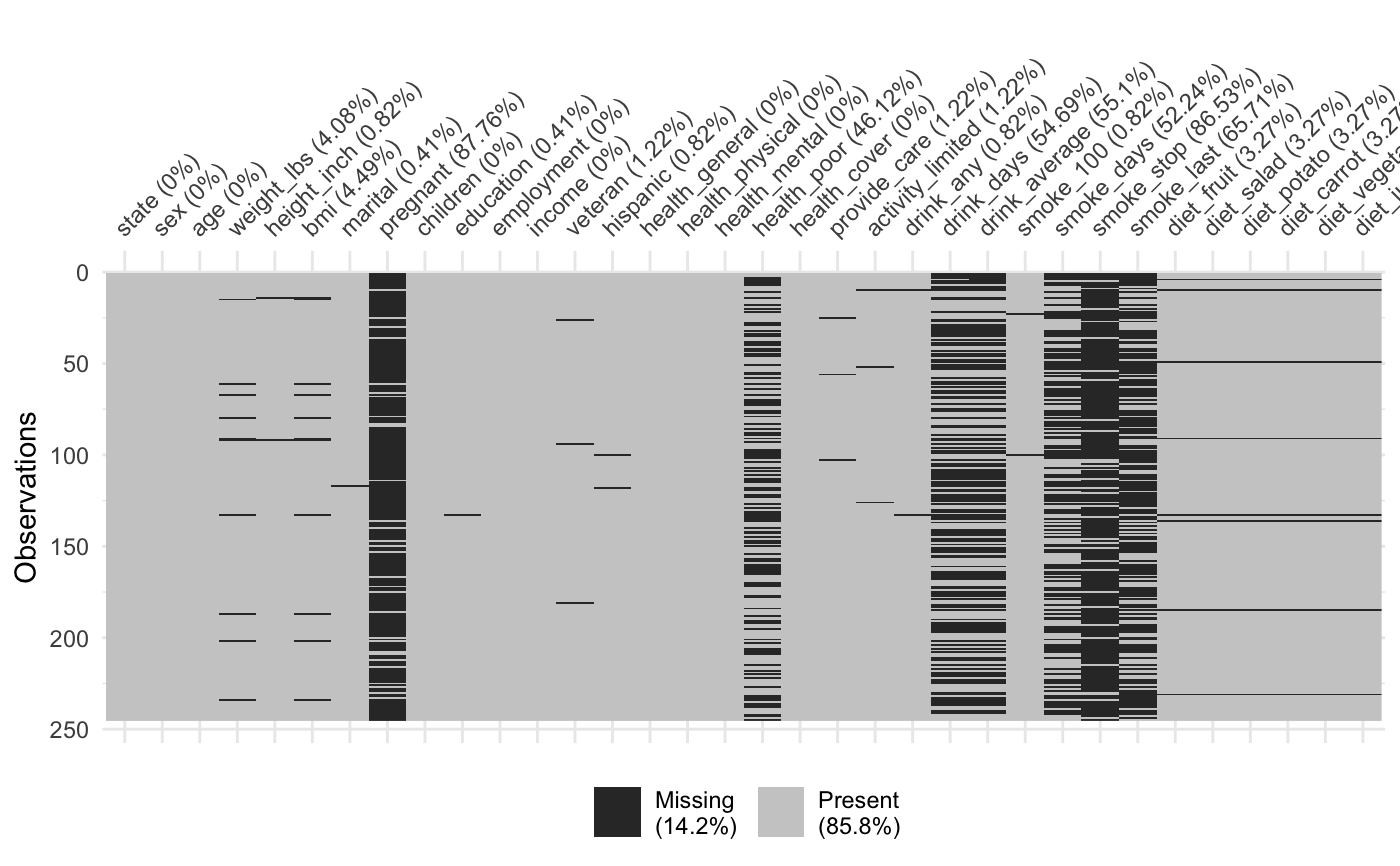 state (0%)
sex (0%)
age (0%)
weight_lbs (4.08%)
height_inch (0.82%)
bmi (4.49%)
marital (0.41%)
pregnant (87.76%)
children (0%)
education (0.41%)
employment (0%)
income (0%)
veteran (1.22%)
hispanic (0.82%)
health_general (0%)
health_physical (0%)
health_mental (0%)
health_poor (46.12%)
health_cover (0%)
provide_care (1.22%)
activity_limited (1.22%)
drink_any (0.82%)
drink_days (54.69%)
drink_average (55.1%)
smoke_100 (0.82%)
smoke_days (52.24%)
smoke_stop (86.53%)
smoke_last (65.71%)
diet_fruit (3.27%)
diet_salad (3.27%)
diet_potato (3.27%)
diet_carrot (3.27
diet_vegeta
diet_
0
50
100
150
200
250
Observations
Missing
(14.2%)
Present
(85.8%)